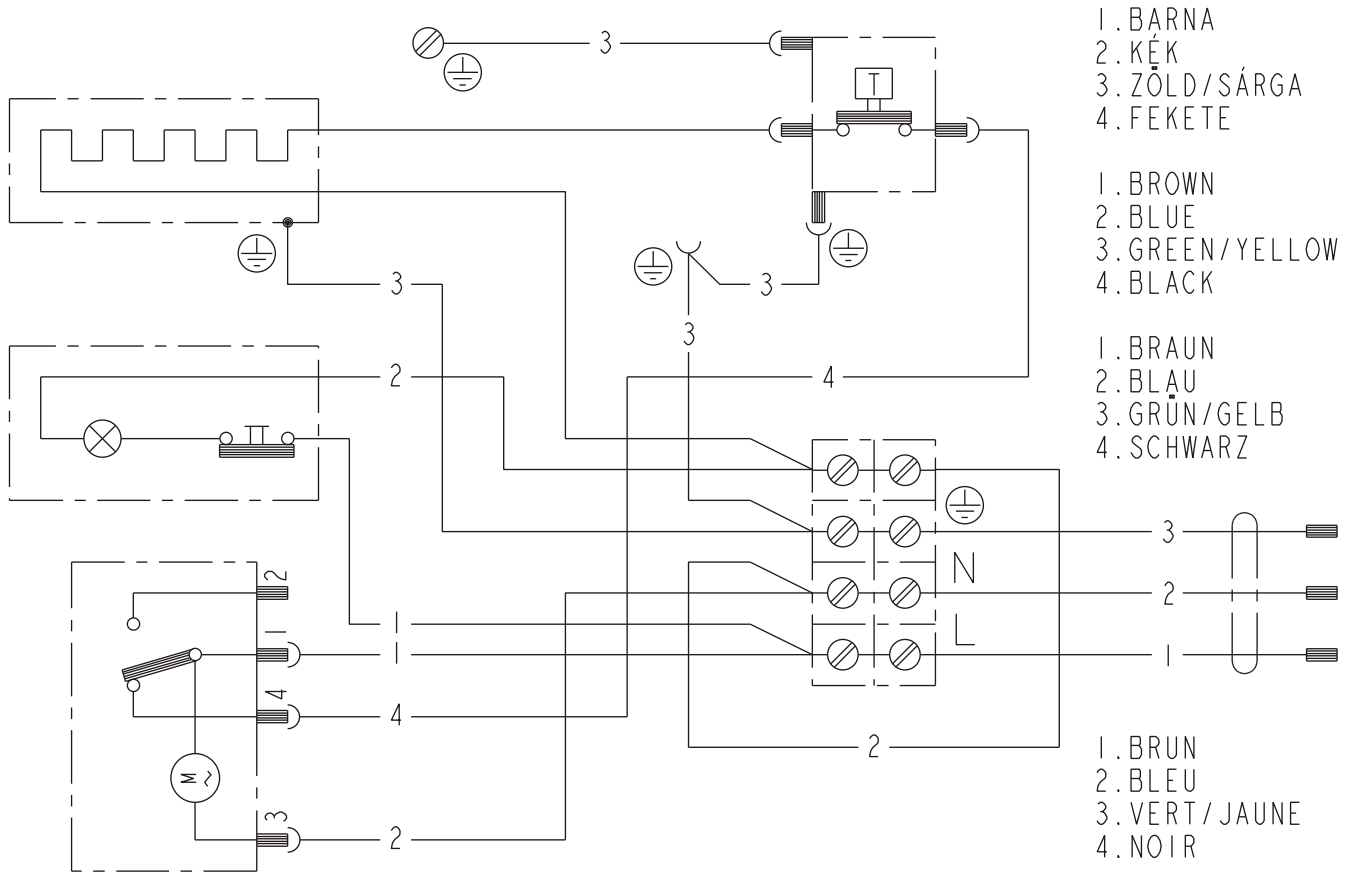 3
1.BARNA
2.KÉK
3.ZÖLD/SÁRGA
4.FEKETE
T
1.BROWN
2.BLUE
3.GREEN/YELLOW
4.BLACK
3
3
3
1.BRAUN
2.BLAU
3.GRÜN/GELB
4.SCHWARZ
2
4
3
N
2
L
2
1
1
1
1
4
4
2
M ~
3
2
1.BRUN
2.BLEU
3.VERT/JAUNE
4.NOIR